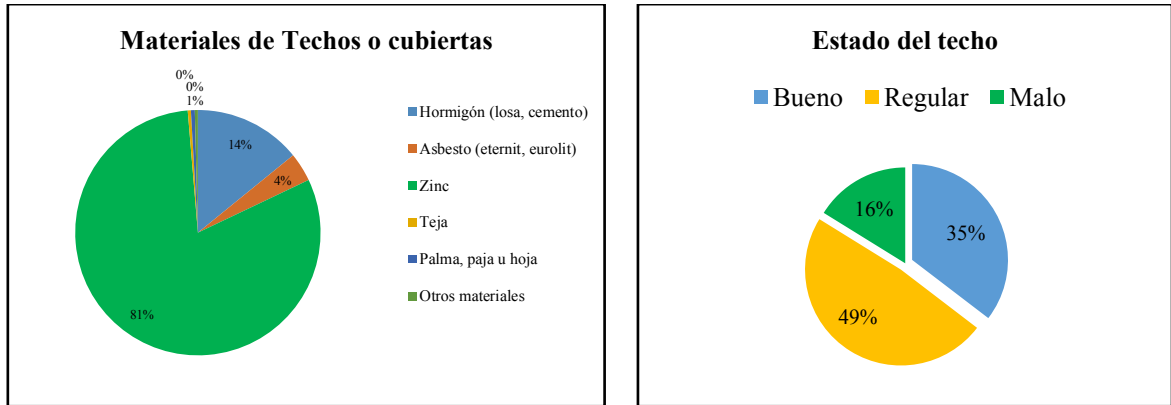 Materiales de Techos o cubiertas
0%
0%
1%
14%
4%
81%
Hormigón (losa, cemento)
Asbesto (eternit, eurolit)
Zinc
Teja
Palma, paja u hoja
Otros materiales
Estado del techo
Bueno Regular Malo
16%
35%
49%